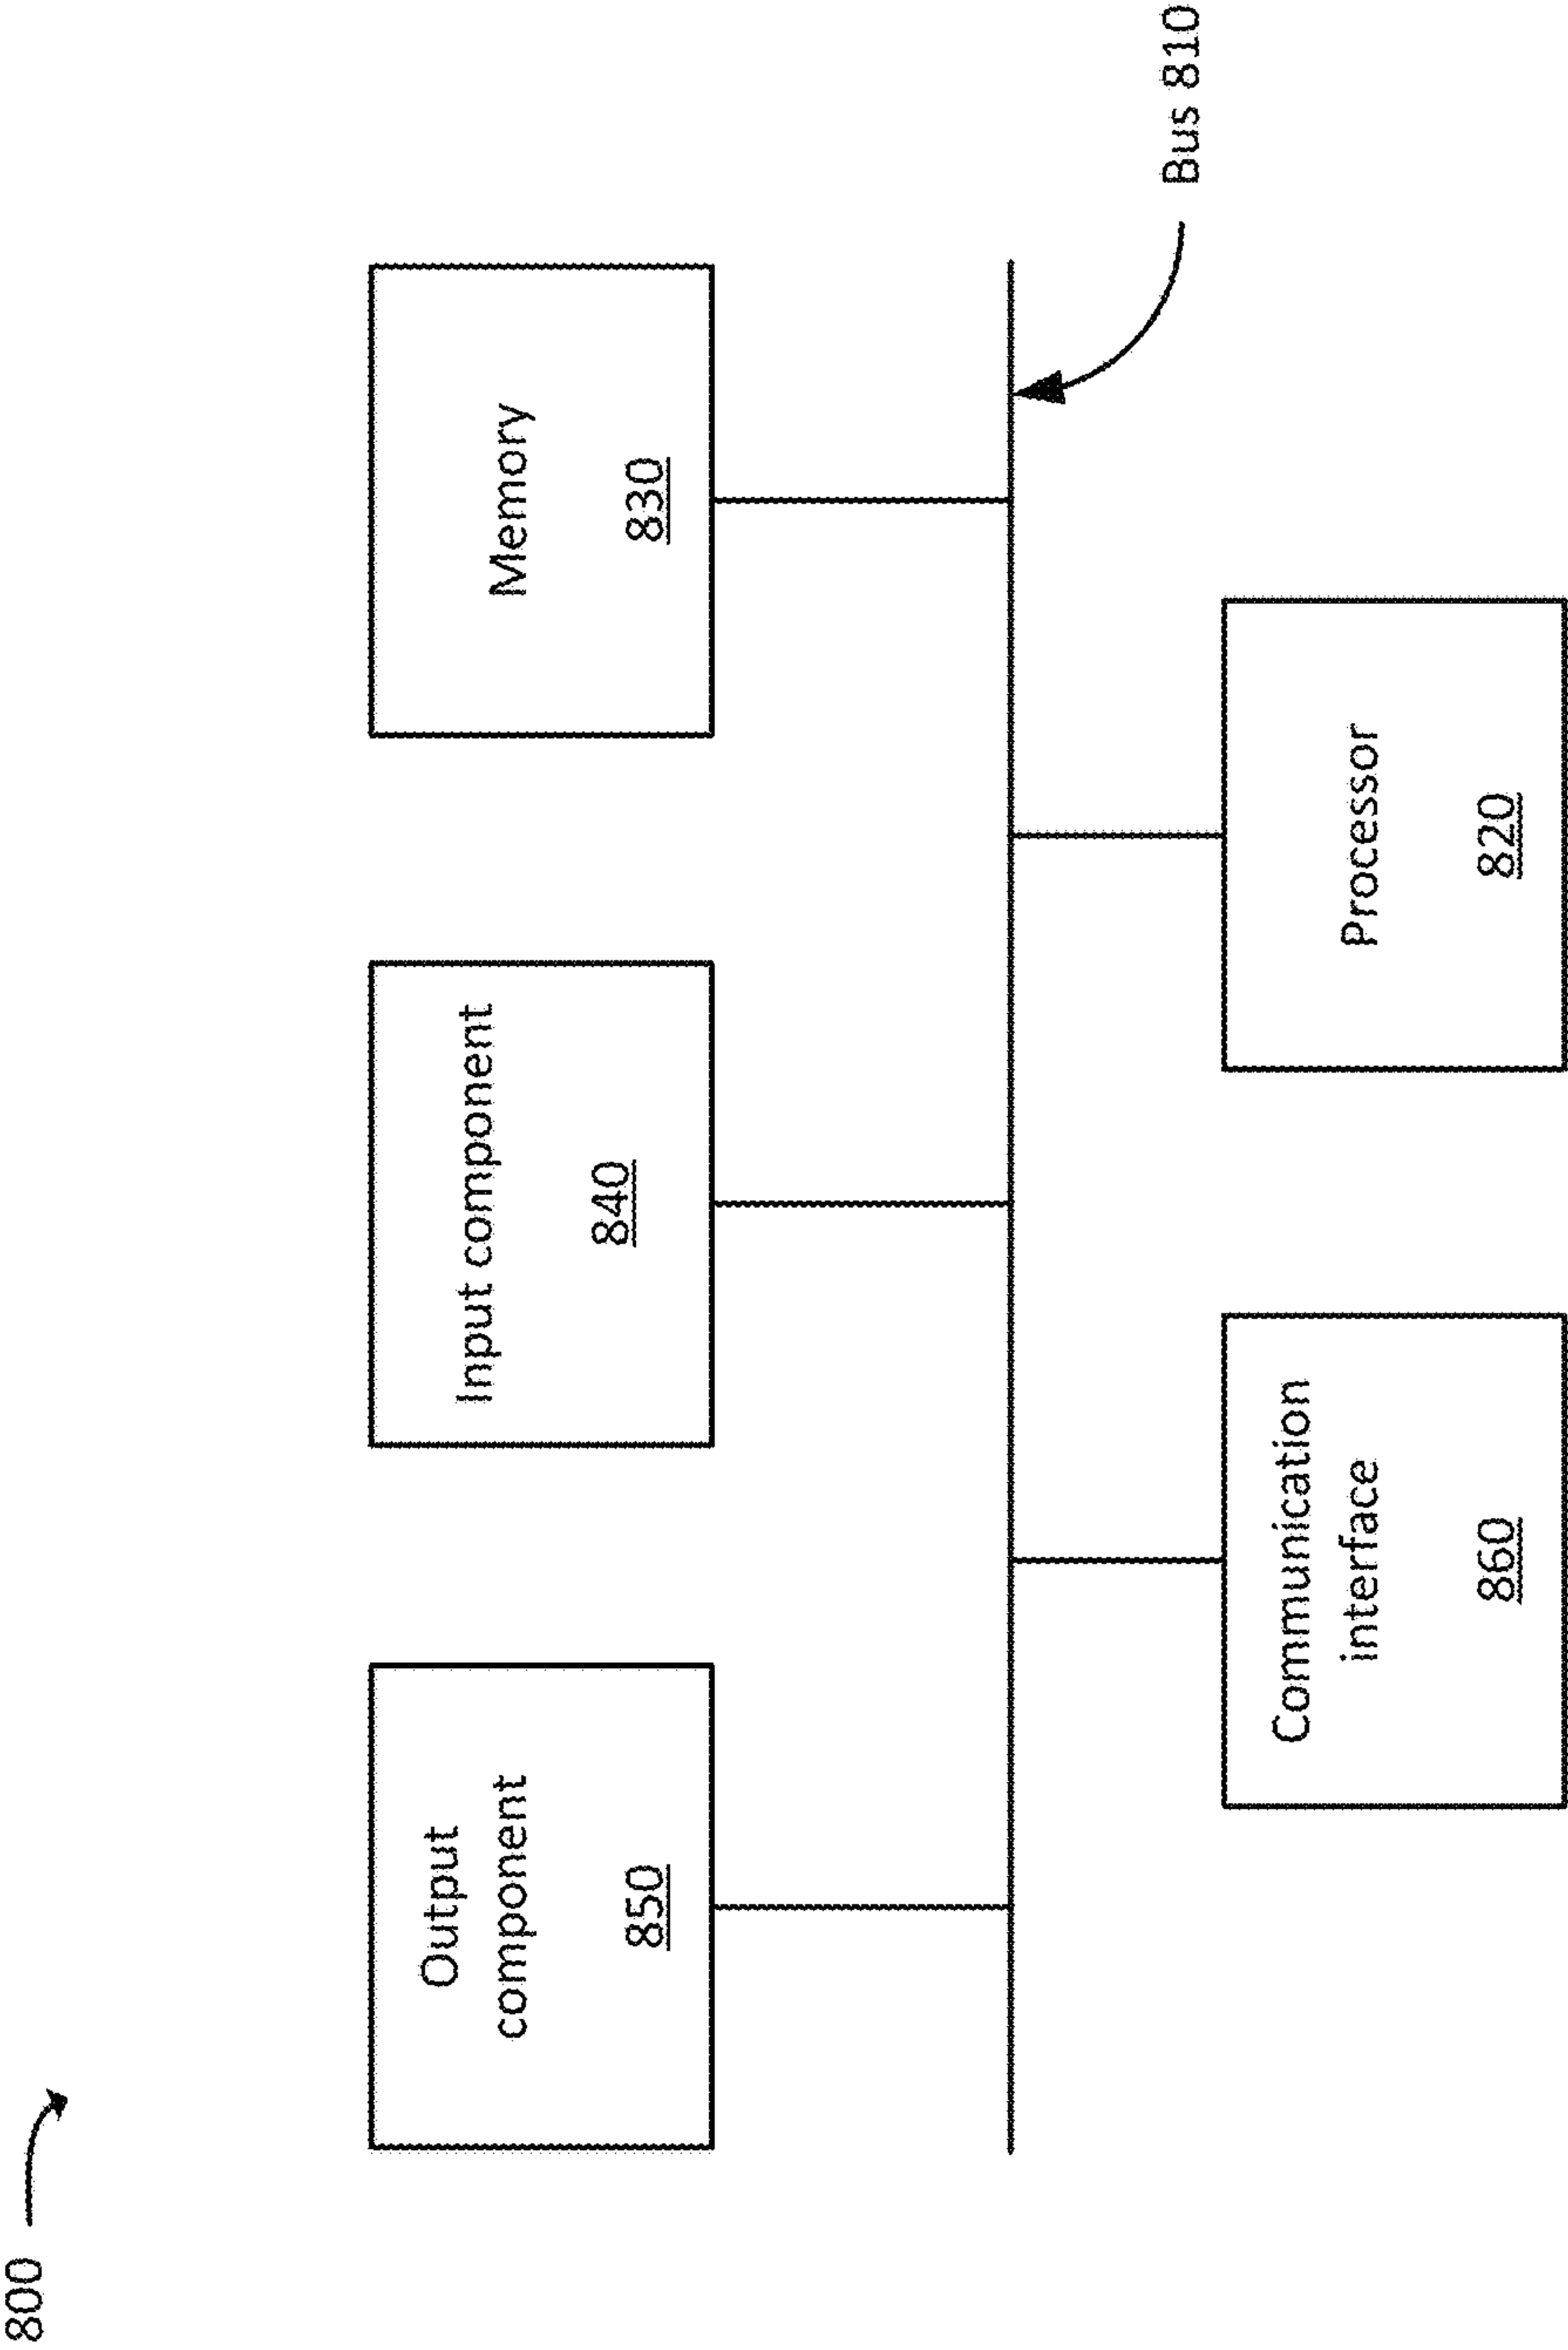 800
Output
component
850
Input component
840
Memory
830
Bus 810
Communication
interface
860
Processor
820